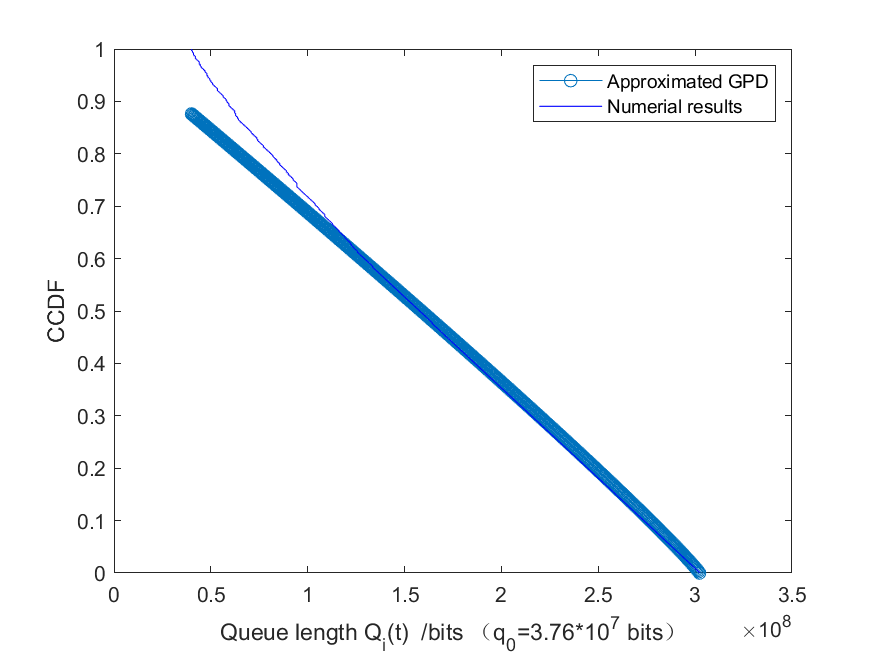 Approximated GPD
Numerial results
1
0.9
0.8
0.7
0.6
0.5
0.4
0.3
0.2
0.1
0
CCDF
0 0.5 1 1.5 2 2.5 3 3.5
×10^8
Queue length Q_i(t) /bits （q_0=3.76*10^7 bits）